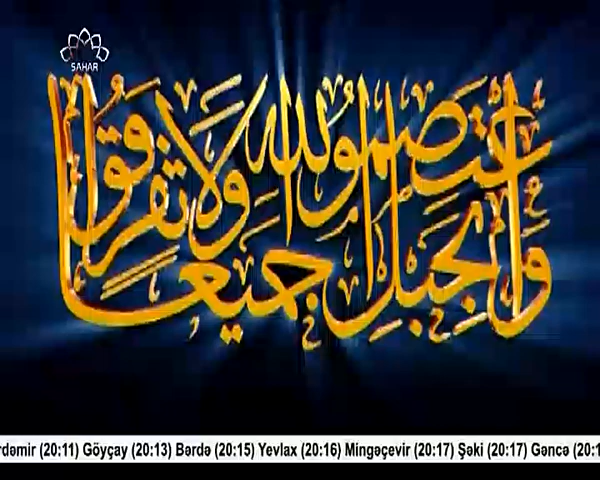 SAHAR
واعتصموا بحبل الله جميعا ولا تفرقوا
rdəmir (20:11) Göyçay (20:13) Bərdə (20:15) Yevlax (20:16) Mingəçevir (20:17) Şəki (20:17) Gəncə (20:1